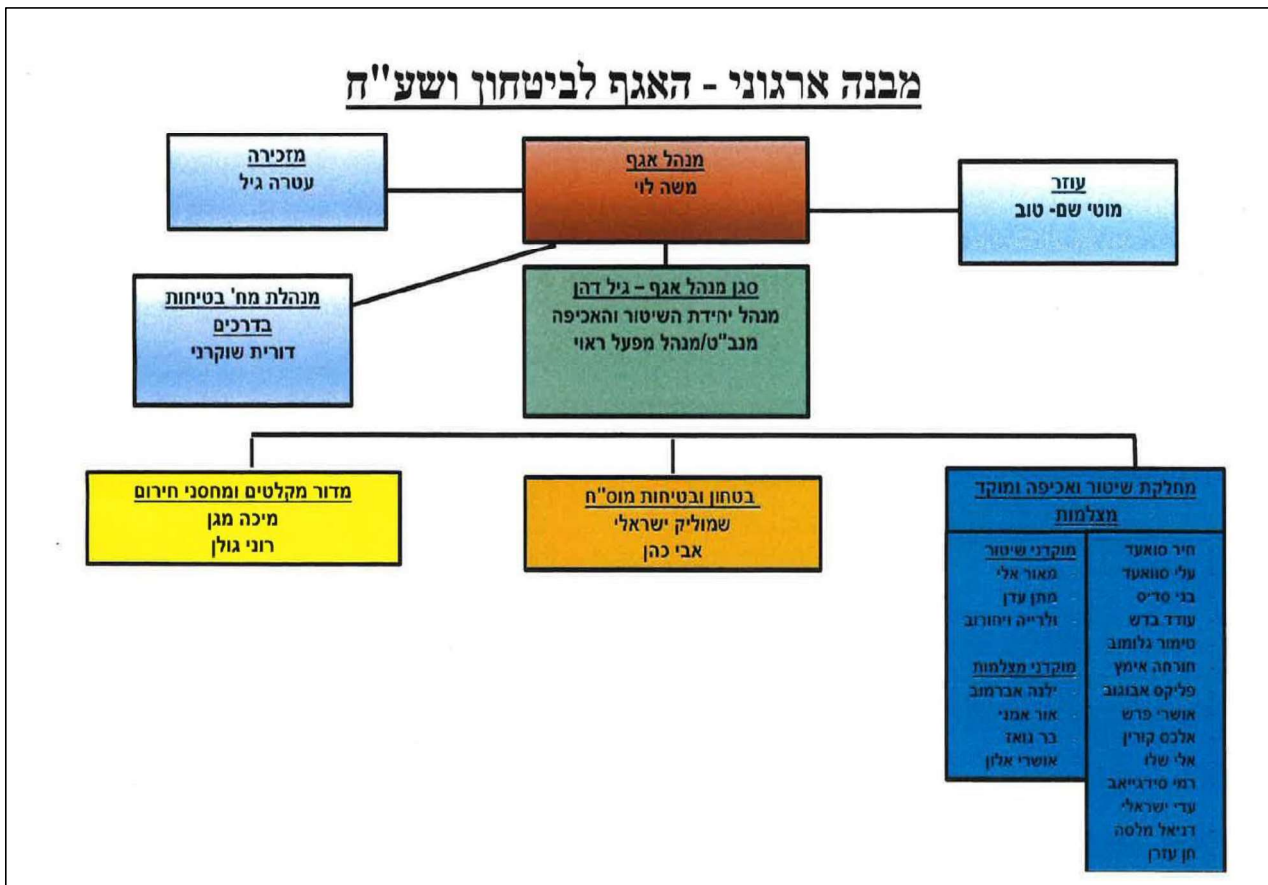 מבנה ארגוני - האגף לביטחון ושע"ח
מזכירה
עטרה גיל
מנהל אגף
משה לוי
עוזר
מוטי שם- טוב
מנהלת מח' בטיחות
בדרכים
דורית שוקרני
סגן מנהל אגף – גיל דהן
מנהל יחידת השיטור והאכיפה
מנב"ט/מנהל מפעל ראוי
מחלקת שיטור ואכיפה ומוקד
מצלמות
חיר סואעד
עלי סוואעד
בני סדיס
עודד בדש
טימור גלומוב
חורחה אימץ
פליקס אבוגוב
אושרי פרש
אלכס קורין
אלי שלו
רמי סידגייאב
עדי ישראלי
דניאל מלסה
חן עזרן
מוקדני שיטור
מאור אלי
מתן עדן
ולרייה ויחורוב
מוקדני מצלמות
ילנה אברמוב
אור אמני
בר גואז
אושרי אלון
בטחון ובטיחות מוס"ח
שמוליק ישראלי
אבי כהן
מדור מקלטים ומחסני חירום
מיכה מגן
רוני גולן